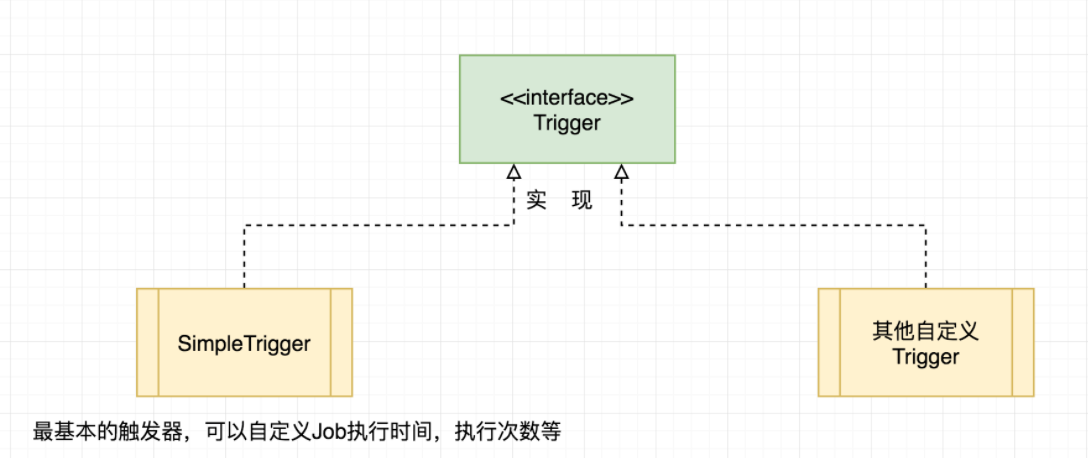 <<interface>>
Trigger
实 现
SimpleTrigger
其他自定义
Trigger
最基本的触发器，可以自定义Job执行时间，执行次数等